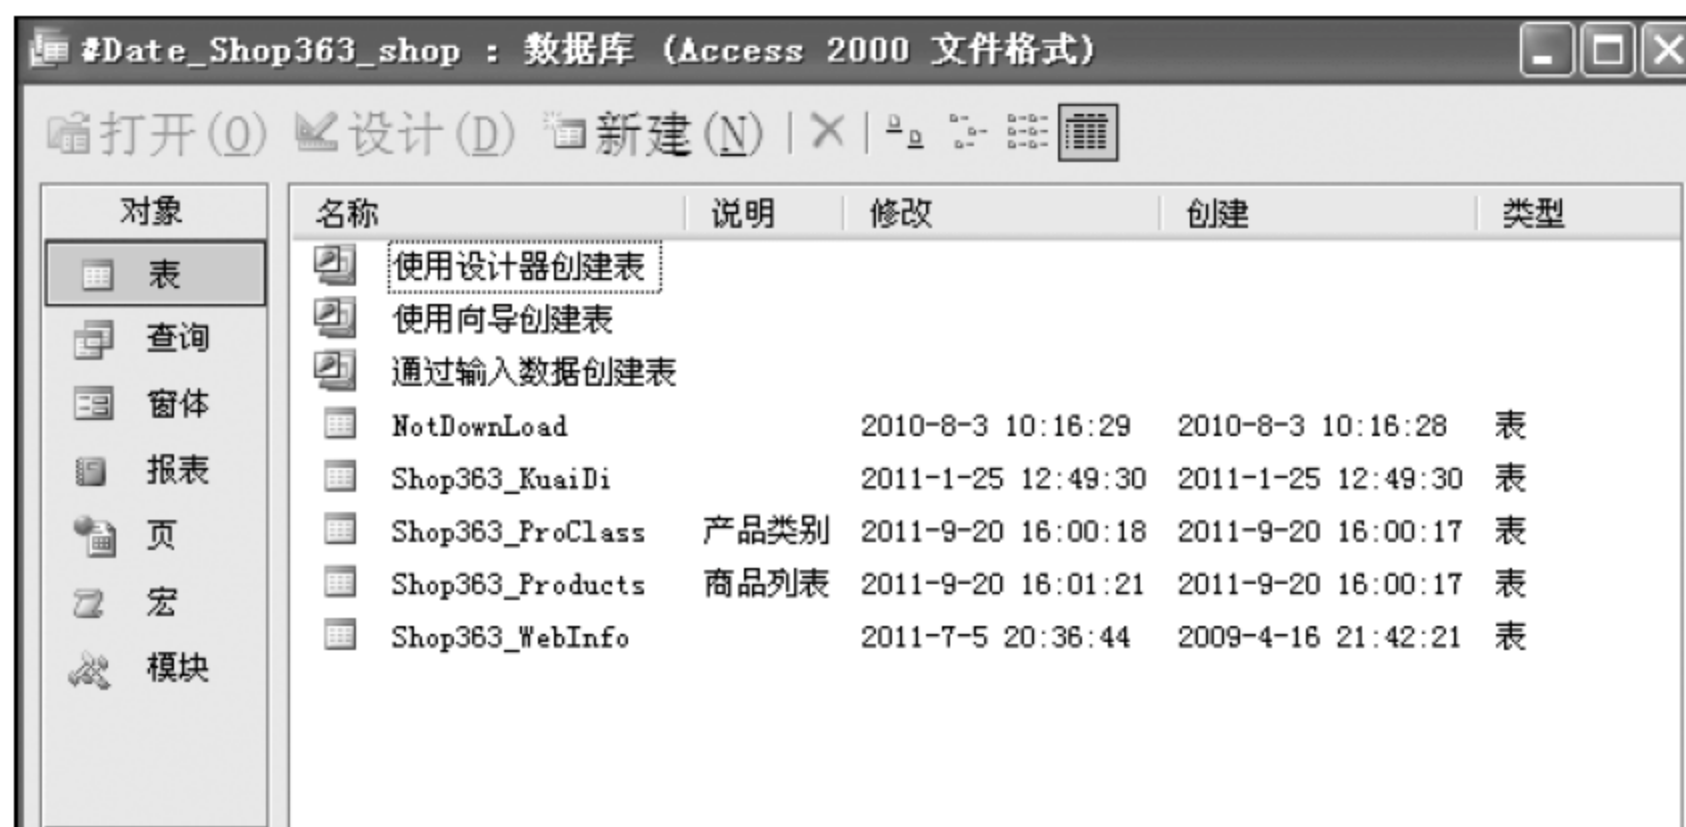 #Date_Shop363_shop : 数据库 (Access 2000 文件格式)
打开(O) 设计(D) 新建(N)
对象
表
查询
窗体
报表
页
宏
模块
名称 说明 修改 创建 类型
使用设计器创建表
使用向导创建表
通过输入数据创建表
NotDownLoad 2010-8-3 10:16:29 2010-8-3 10:16:28 表
Shop363_KuaiDi 2011-1-25 12:49:30 2011-1-25 12:49:30 表
Shop363_ProClass 产品类别 2011-9-20 16:00:18 2011-9-20 16:00:17 表
Shop363_Products 商品列表 2011-9-20 16:01:21 2011-9-20 16:00:17 表
Shop363_WebInfo 2011-7-5 20:36:44 2009-4-16 21:42:21 表